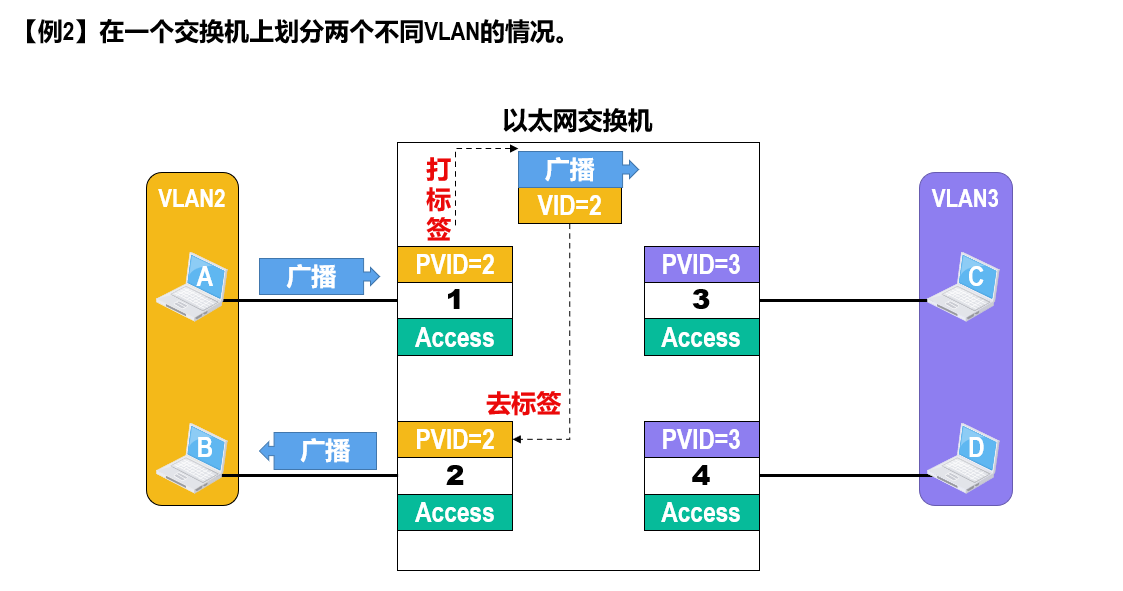 【例2】在一个交换机上划分两个不同VLAN的情况。
以太网交换机
打标签
广播
VID=2
VLAN2
A
广播
PVID=2
1
Access
PVID=3
3
Access
VLAN3
C
去标签
B
广播
PVID=2
2
Access
PVID=3
4
Access
D